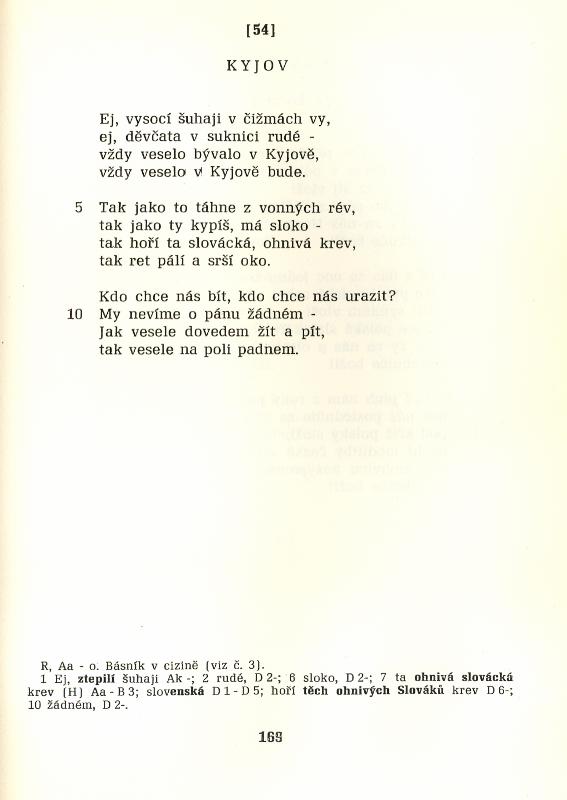 [54]
KYJOV
Ej, vysocí šuhaji v čižmách vy,
ej, děvčata v suknici rudé -
vždy veselo bývalo v Kyjově,
vždy veselo v Kyjově bude.
5 Tak jako to táhne z vonných rév,
tak jako ty kypíš, má sloko -
tak hoří ta slovácká, ohnivá krev,
tak ret pálí a srší oko.
Kdo chce nás bít, kdo chce nás urazit?
10 My nevíme o pánu žádném -
Jak vesele dovedem žít a pít,
tak vesele na poli padnem.
R, Aa - o. Básník v cizině (viz č. 3).
1 Ej, ztepilí šuhaji Ak -; 2 rudé, D 2-; 6 sloko, D 2-; 7 ta ohnivá slovácká
krev (H) Aa - B 3; slovenská D 1 - D 5; hoří těch ohnivých Slováků krev D 6-;
10 žádném, D 2-.
169